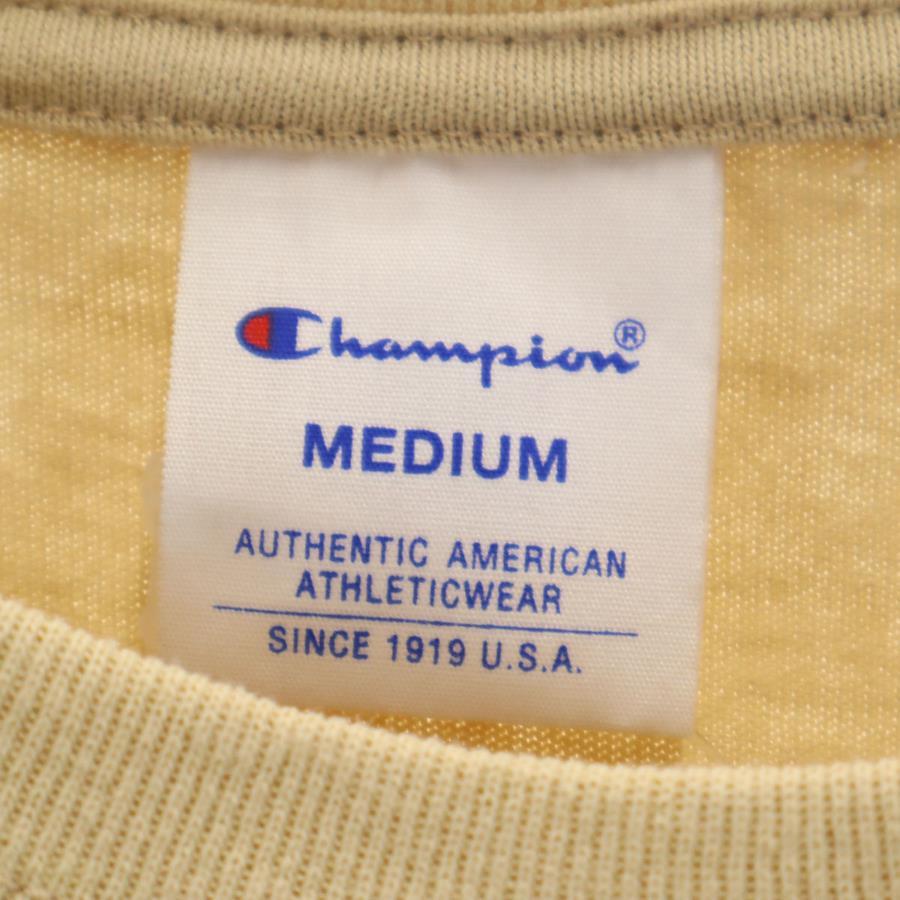 Champion®
MEDIUM
AUTHENTIC AMERICAN
ATHLETICWEAR
SINCE 1919 U.S.A.